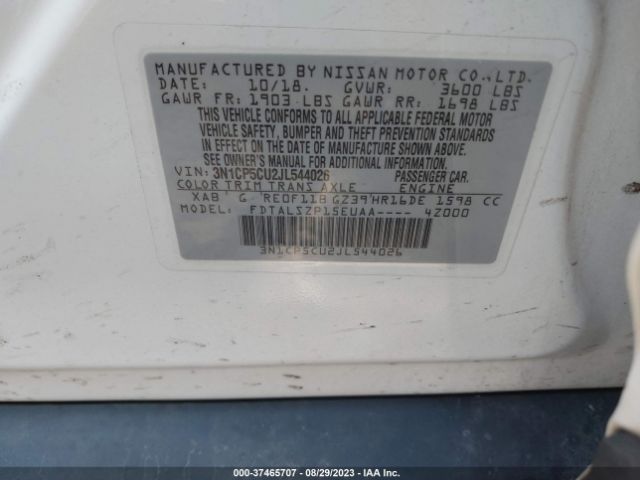 MANUFACTURED BY NISSAN MOTOR CO.,LTD.
DATE: 10/18. GVWR: 3600 LBS
GAWR FR: 1903 LBS GAWR RR: 1698 LBS
THIS VEHICLE CONFORMS TO ALL APPLICABLE FEDERAL MOTOR
VEHICLE SAFETY, BUMPER AND THEFT PREVENTION STANDARDS
IN EFFECT ON THE DATE OF MANUFACTURE SHOWN ABOVE.
SEE OWNER'S MANUAL FOR ADDITIONAL INFORMATION.
VIN: 3N1CP5CU2JL544026 PASSENGER CAR.
COLOR TRIM TRANS AXLE ENGINE
XAB G RE0F11B GZ39 HR16DE 1598 CC
MODEL: FDTALSZP15EUAA---- 4Z000
3N1CP5CU2JL544026
000-37465707 - 08/29/2023 - IAA Inc.